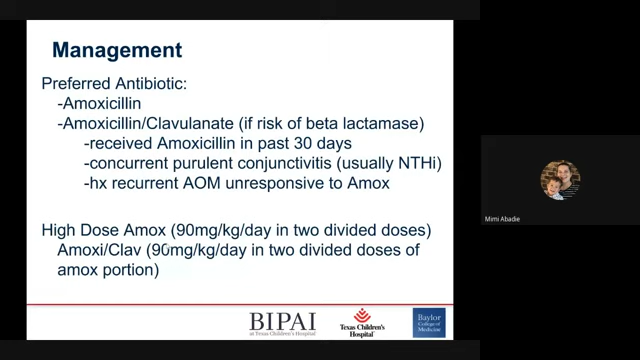 Management
Preferred Antibiotic:
-Amoxicillin
-Amoxicillin/Clavulanate (if risk of beta lactamase)
-received Amoxicillin in past 30 days
-concurrent purulent conjunctivitis (usually NTHi)
-hx recurrent AOM unresponsive to Amox
High Dose Amox (90mg/kg/day in two divided doses)
Amoxi/Clav (90mg/kg/day in two divided doses of
amox portion)
Mimi Abadie
BIPAI
at Texas Children's Hospital
Texas Children's
Hospital
Baylor
College of
Medicine